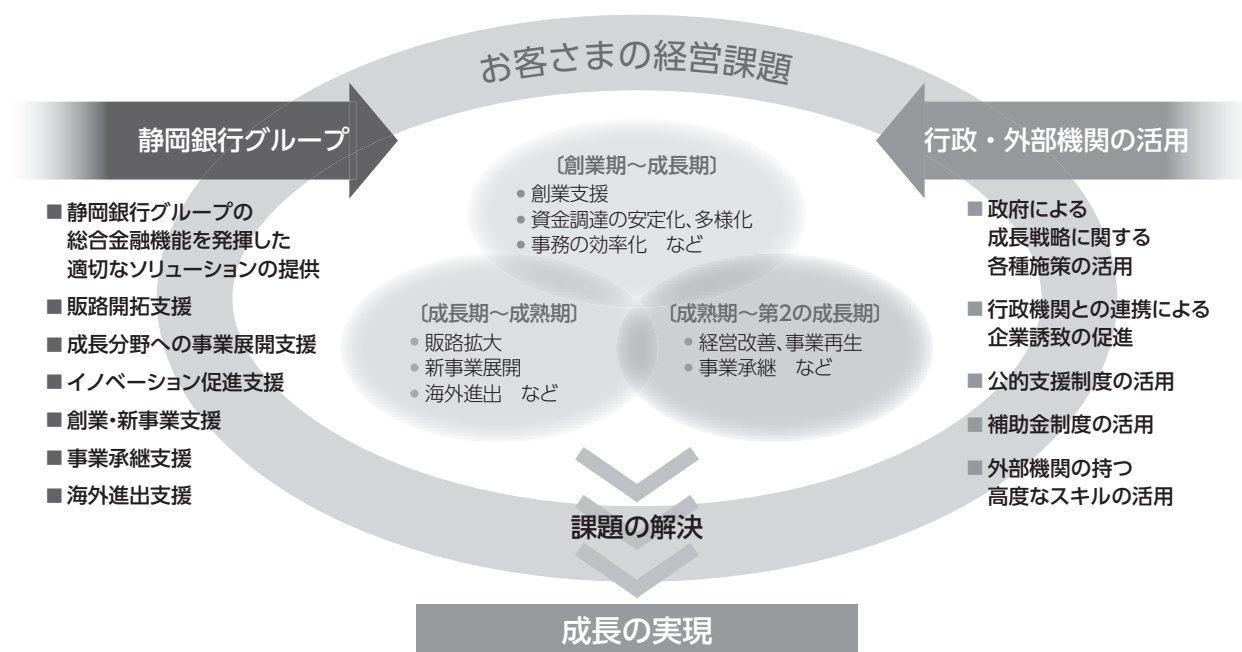 お客さまの経営課題
静岡銀行グループ
■静岡銀行グループの
総合金融機能を発揮した
適切なソリューションの提供
■販路開拓支援
■成長分野への事業展開支援
■イノベーション促進支援
■創業・新事業支援
■事業承継支援
■海外進出支援
〔創業期～成長期〕
•創業支援
•資金調達の安定化、多様化
•事務の効率化　など
〔成長期～成熟期〕
•販路拡大
•新事業展開
•海外進出　など
〔成熟期～第2の成長期〕
•経営改善、事業再生
•事業承継　など
行政・外部機関の活用
■政府による
成長戦略に関する
各種施策の活用
■行政機関との連携による
企業誘致の促進
■公的支援制度の活用
■補助金制度の活用
■外部機関の持つ
高度なスキルの活用
課題の解決
成長の実現